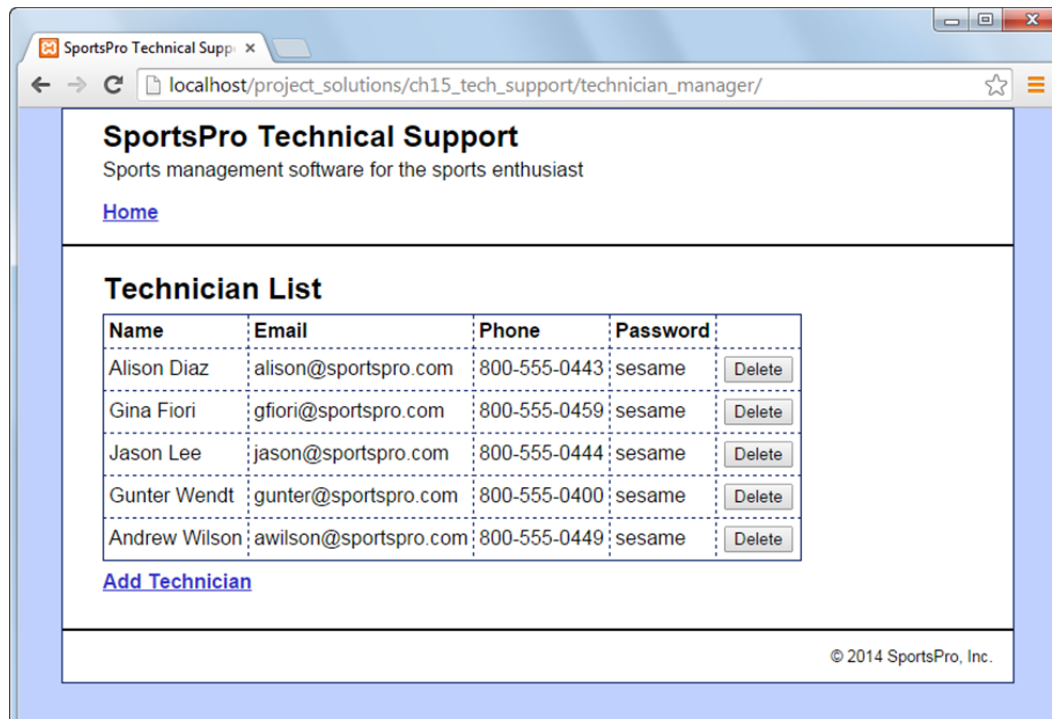 SportsPro Technical Supp
localhost/project_solutions/ch15_tech_support/technician_manager/
SportsPro Technical Support
Sports management software for the sports enthusiast
Home
Technician List
Name Email Phone Password
Alison Diaz alison@sportspro.com 800-555-0443 sesame Delete
Gina Fiori gfiori@sportspro.com 800-555-0459 sesame Delete
Jason Lee jason@sportspro.com 800-555-0444 sesame Delete
Gunter Wendt gunter@sportspro.com 800-555-0400 sesame Delete
Andrew Wilson awilson@sportspro.com 800-555-0449 sesame Delete
Add Technician
© 2014 SportsPro, Inc.